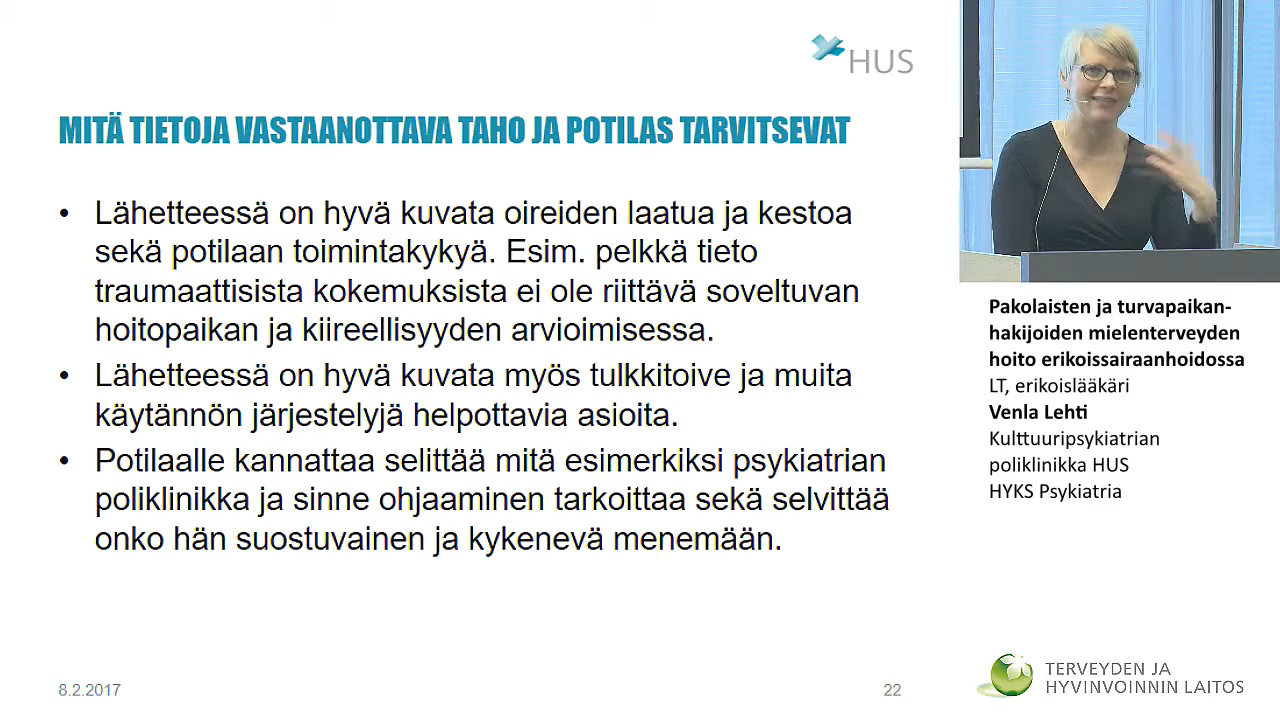 HUS
MITÄ TIETOJA VASTAANOTTAVA TAHO JA POTILAS TARVITSEVAT
• Lähetteessä on hyvä kuvata oireiden laatua ja kestoa
sekä potilaan toimintakykyä. Esim. pelkkä tieto
traumaattisista kokemuksista ei ole riittävä soveltuvan
hoitopaikan ja kiireellisyyden arvioimisessa.
• Lähetteessä on hyvä kuvata myös tulkkitoive ja muita
käytännön järjestelyjä helpottavia asioita.
• Potilaalle kannattaa selittää mitä esimerkiksi psykiatrian
poliklinikka ja sinne ohjaaminen tarkoittaa sekä selvittää
onko hän suostuvainen ja kykenevä menemään.
8.2.2017
22
Pakolaisten ja turvapaikan-
hakijoiden mielenterveyden
hoito erikoissairaanhoidossa
LT, erikoislääkäri
Venla Lehti
Kulttuuripsykiatrian
poliklinikka HUS
HYKS Psykiatria
TERVEYDEN JA
HYVINVOINNIN LAITOS